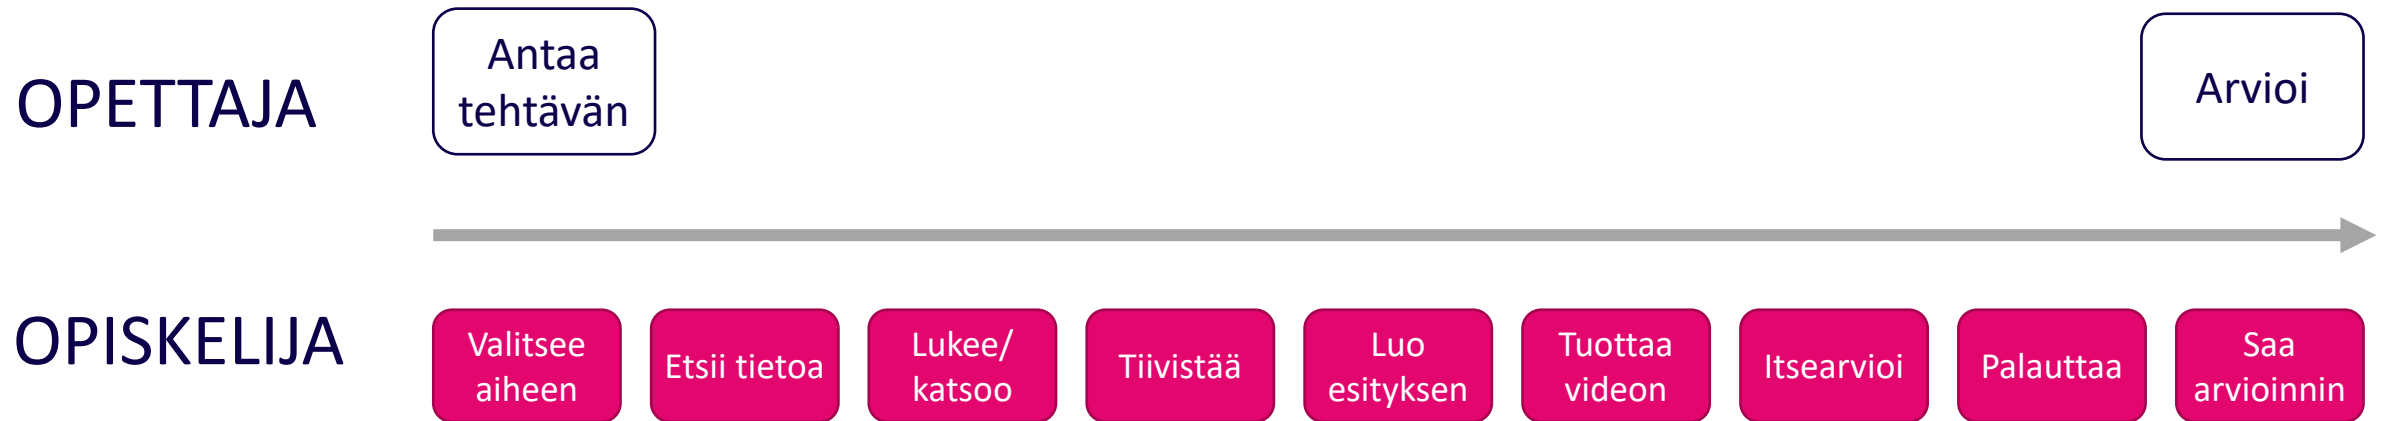 OPETTAJA
Antaa
tehtävän
Arvioi
OPISKELIJA
Valitsee
aiheen
Etsii tietoa
Lukee/
katsoo
Tiivistää
Luo
esityksen
Tuottaa
videon
Itsearvioi
Palauttaa
Saa
arvioinnin